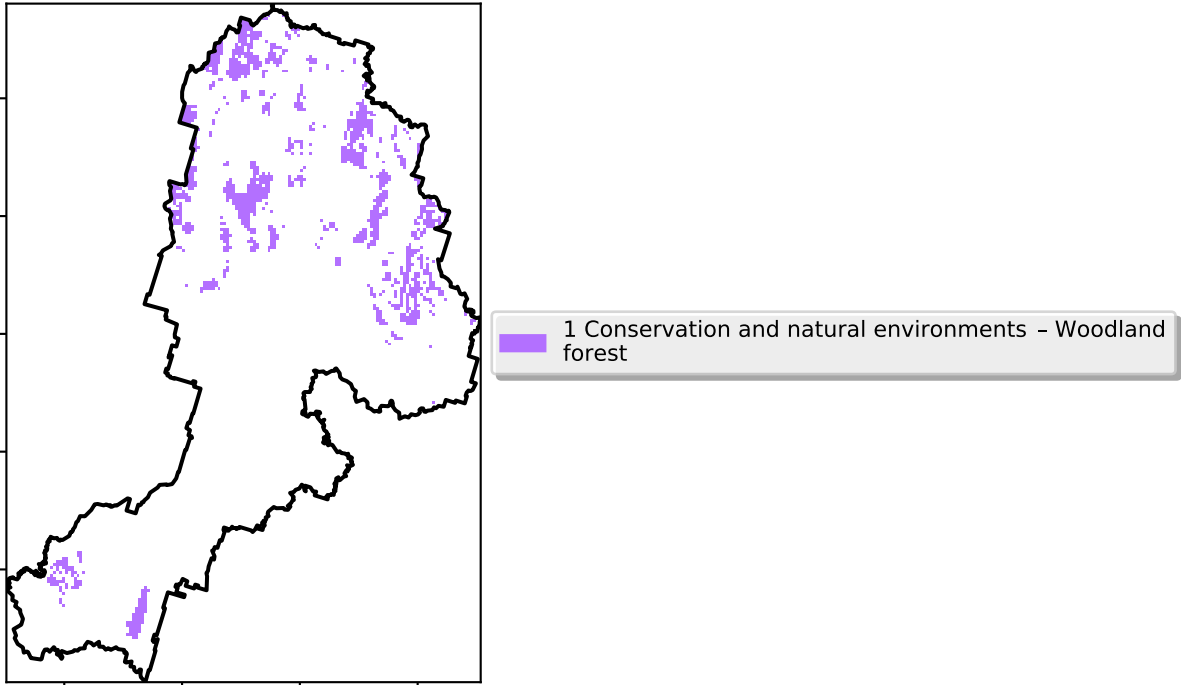 1 Conservation and natural environments – Woodland
forest